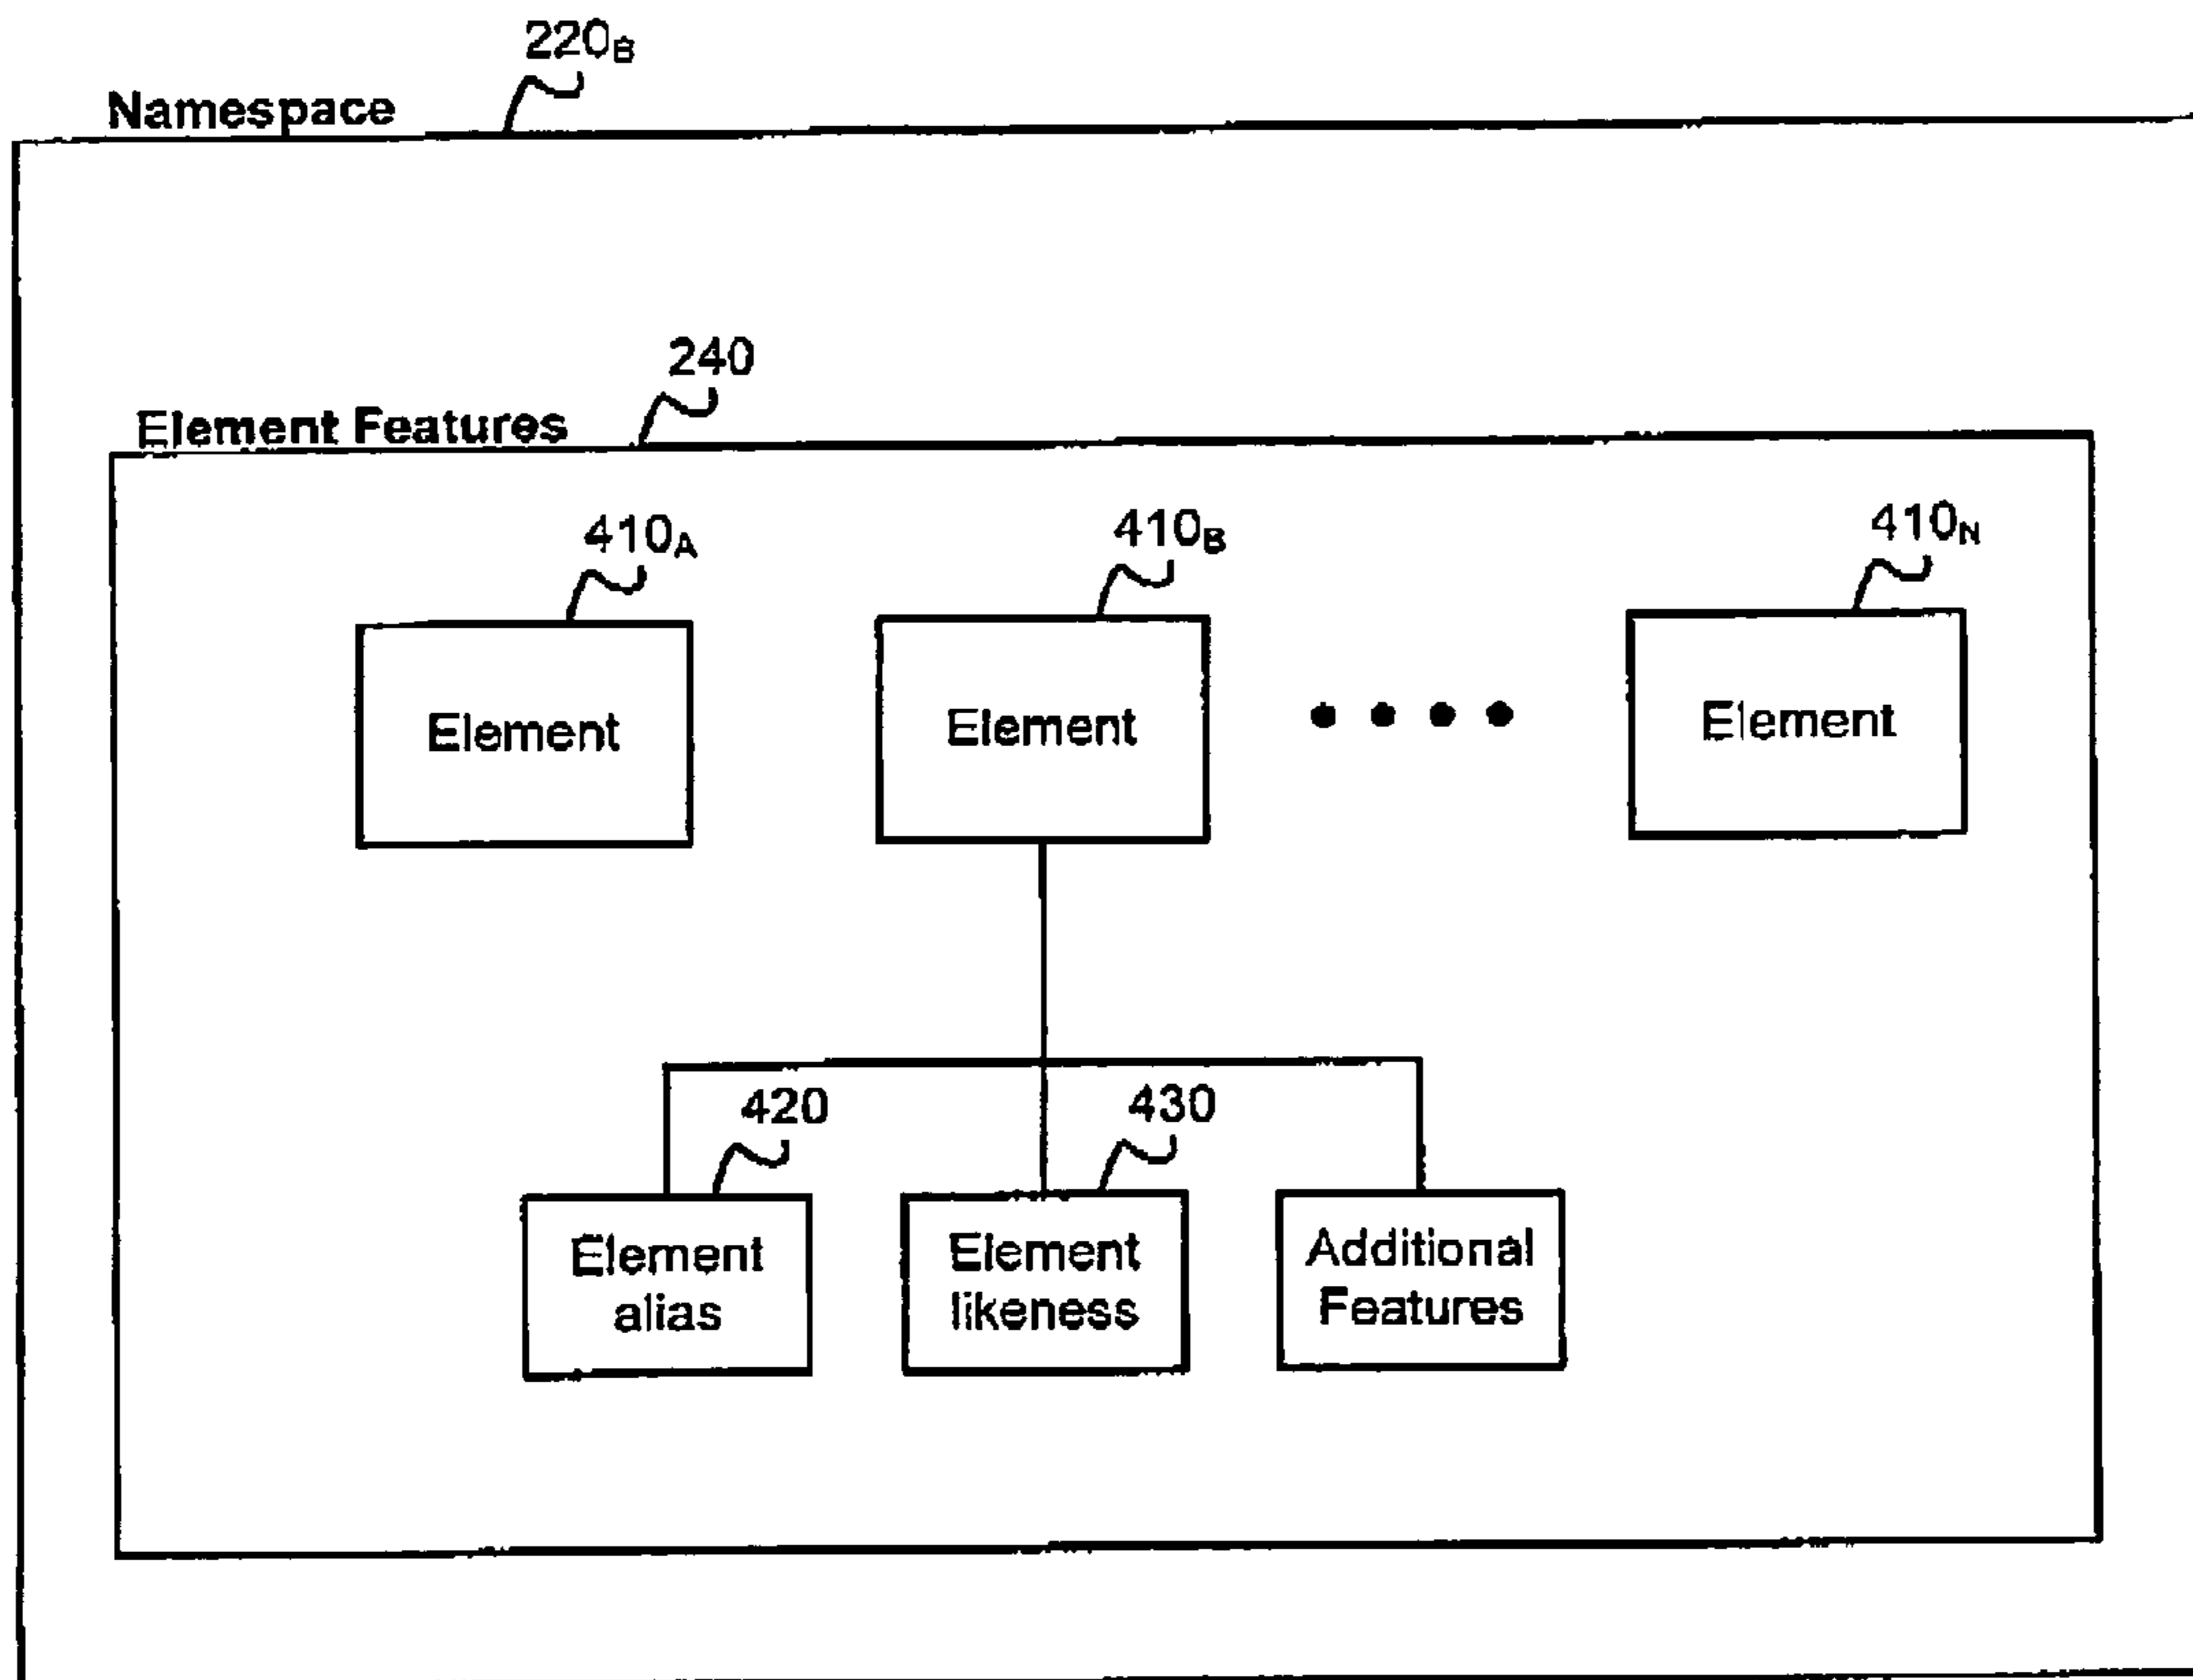 220B
Namespace
240
Element Features
410A
410B
410N
Element
Element
Element
420
430
Element
alias
Element
likeness
Additional
Features